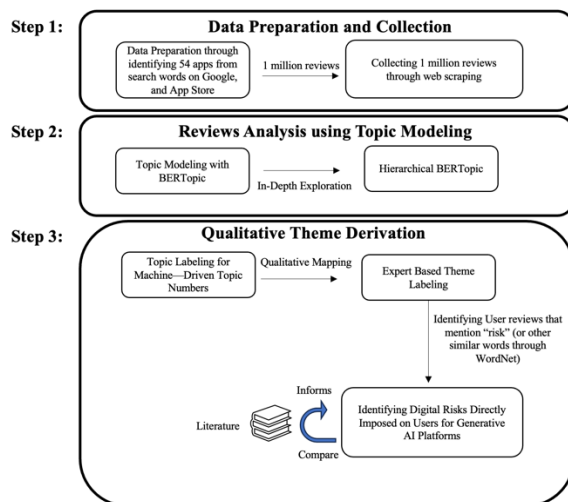 Step 1:
Data Preparation and Collection
Data Preparation through
identifying 54 apps from
search words on Google,
and App Store
1 million reviews
Collecting 1 million reviews
through web scraping
Step 2:
Reviews Analysis using Topic Modeling
Topic Modeling with
BERTopic
In-Depth Exploration
Hierarchical BERTopic
Step 3:
Qualitative Theme Derivation
Topic Labeling for
Machine—Driven Topic
Numbers
Qualitative Mapping
Expert Based Theme
Labeling
Identifying User reviews that
mention “risk” (or other
similar words through
WordNet)
Literature
Informs
Compare
Identifying Digital Risks Directly
Imposed on Users for Generative
AI Platforms